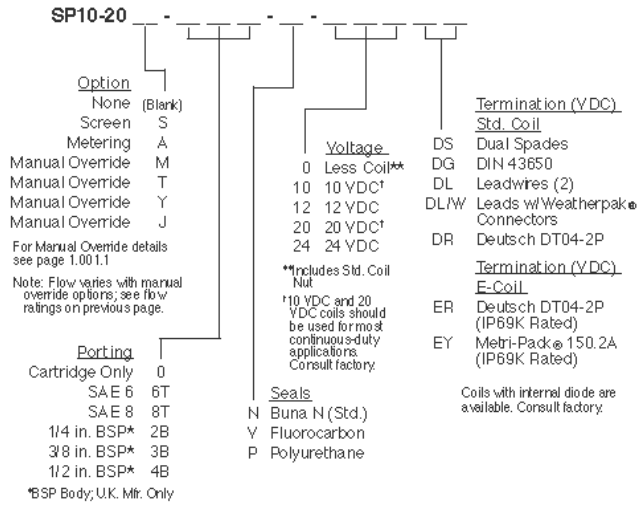 SP10-20 __ - ___ - _ - ___ __
Option
None (Blank)
Screen S
Metering A
Manual Override M
Manual Override T
Manual Override Y
Manual Override J
For Manual Override details
see page 1.001.1
Note: Flow varies with manual
override options; see flow
ratings on previous page.
Porting
Cartridge Only 0
SAE 6 6T
SAE 8 8T
1/4 in. BSP* 2B
3/8 in. BSP* 3B
1/2 in. BSP* 4B
*BSP Body; U.K. Mfr. Only
Seals
N Buna N (Std.)
V Fluorocarbon
P Polyurethane
Voltage
0 Less Coil**
10 10 VDC†
12 12 VDC
20 20 VDC†
24 24 VDC
**Includes Std. Coil
Nut
†10 VDC and 20
VDC coils should
be used for most
continuous-duty
applications.
Consult factory.
Termination (VDC)
Std. Coil
DS Dual Spades
DG DIN 43650
DL Leadwires (2)
DL/W Leads w/Weatherpak®
Connectors
DR Deutsch DT04-2P
Termination (VDC)
E-Coil
ER Deutsch DT04-2P
(IP69K Rated)
EY Metri-Pack® 150.2A
(IP69K Rated)
Coils with internal diode are
available. Consult factory.